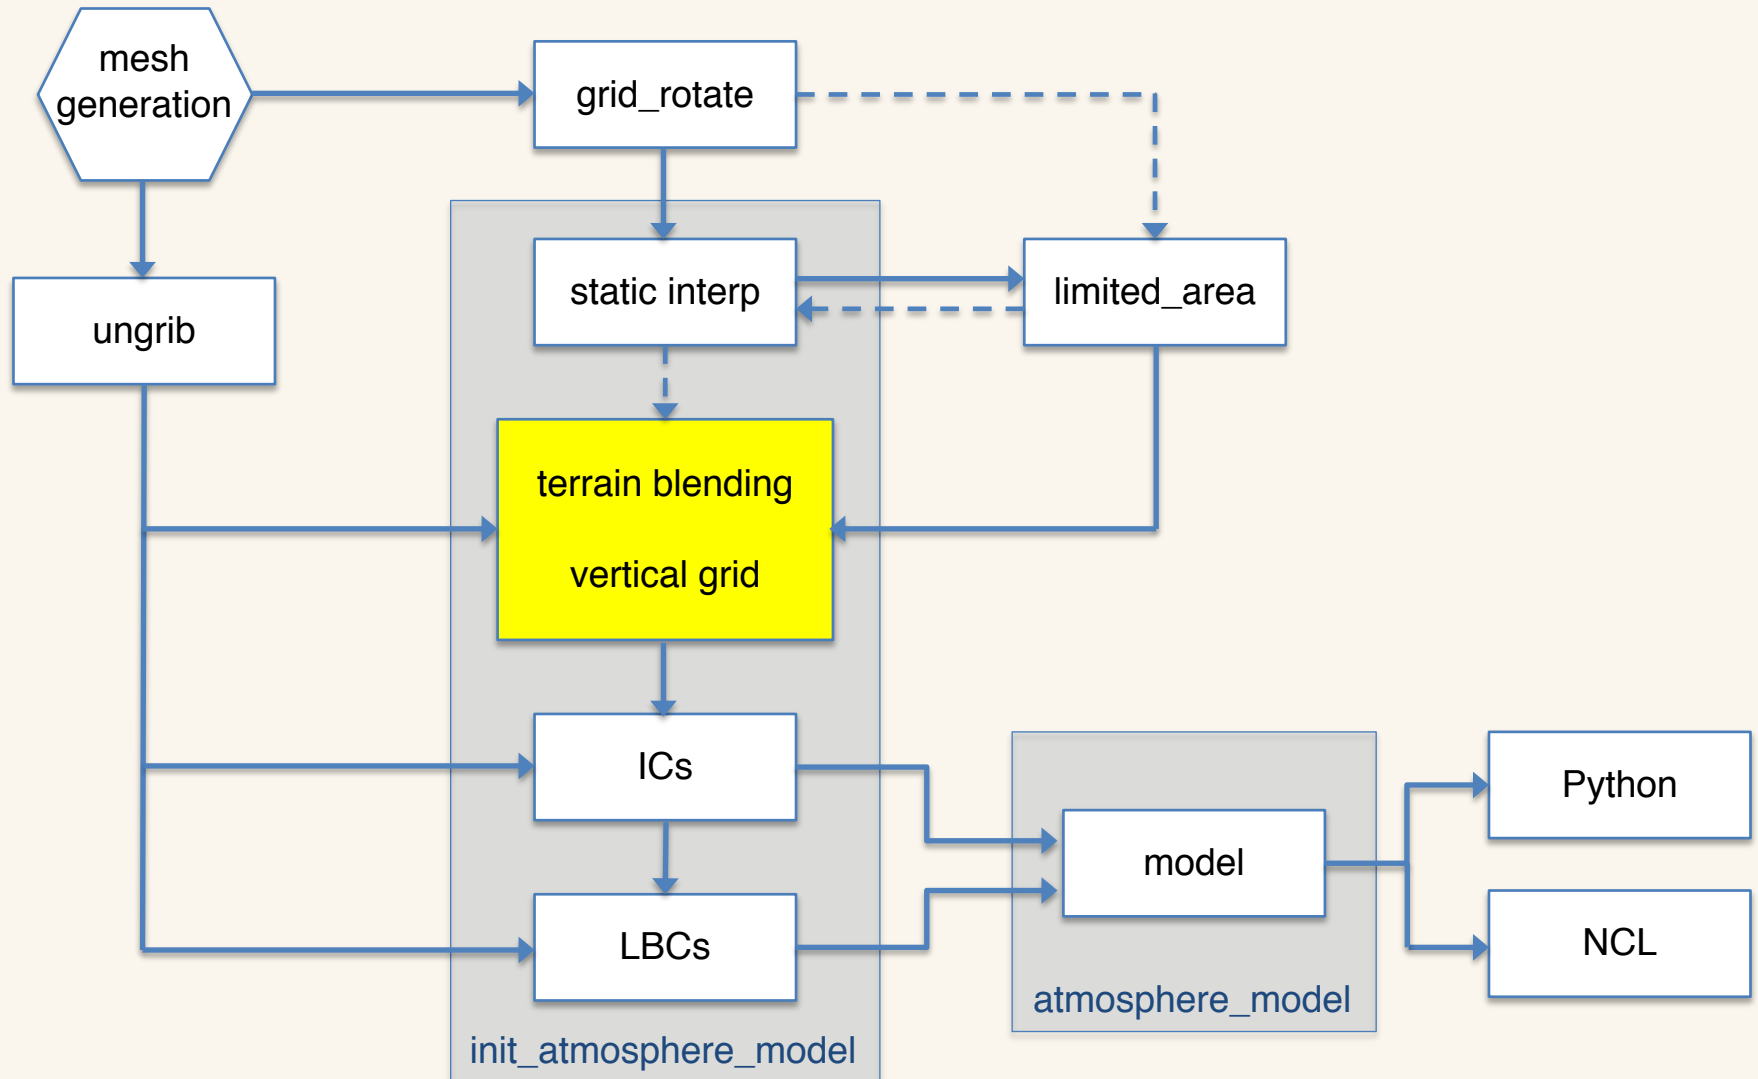 mesh
generation
grid_rotate
static interp
limited_area
ungrib
terrain blending
vertical grid
ICs
Python
model
LBCs
NCL
atmosphere_model
init_atmosphere_model